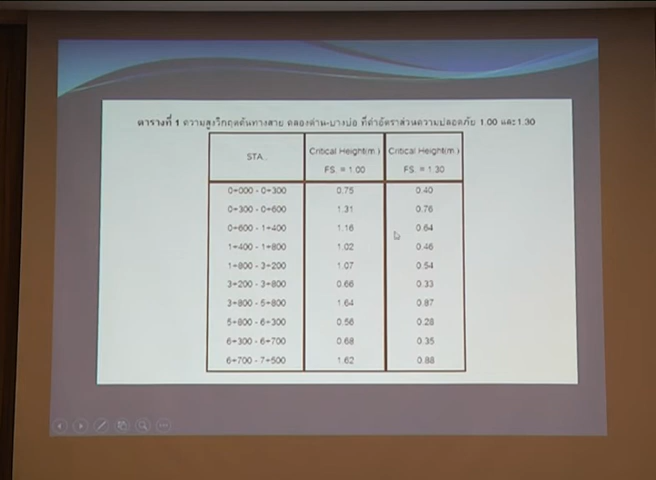 ตารางที่ 1 ความสูงวิกฤตคันทางสาย คลองด่าน-บางบ่อ ที่ค่าอัตราส่วนความปลอดภัย 1.00 และ1.30
STA. Critical Height(m.) Critical Height(m.)
FS. = 1.00 FS. = 1.30
0+000 - 0+300 0.75 0.40
0+300 - 0+600 1.31 0.76
0+600 - 1+400 1.16 0.64
1+400 - 1+800 1.02 0.46
1+800 - 3+200 1.07 0.54
3+200 - 3+800 0.66 0.33
3+800 - 5+800 1.64 0.87
5+800 - 6+300 0.56 0.28
6+300 - 6+700 0.68 0.35
6+700 - 7+500 1.62 0.88